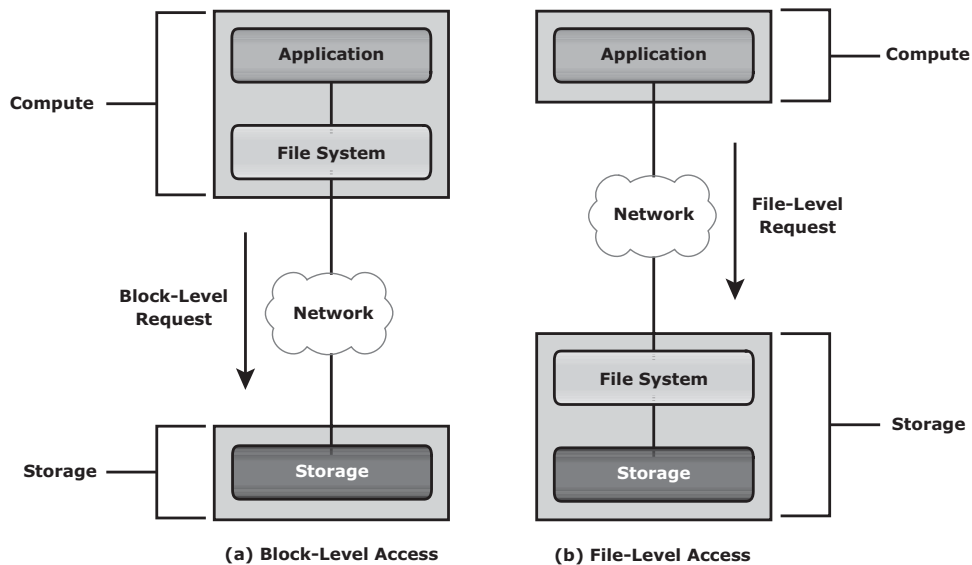 Application
Compute
File System
Block-Level
Request
Network
Storage
Storage
(a) Block-Level Access
Application
Compute
Network
File-Level
Request
File System
Storage
Storage
(b) File-Level Access